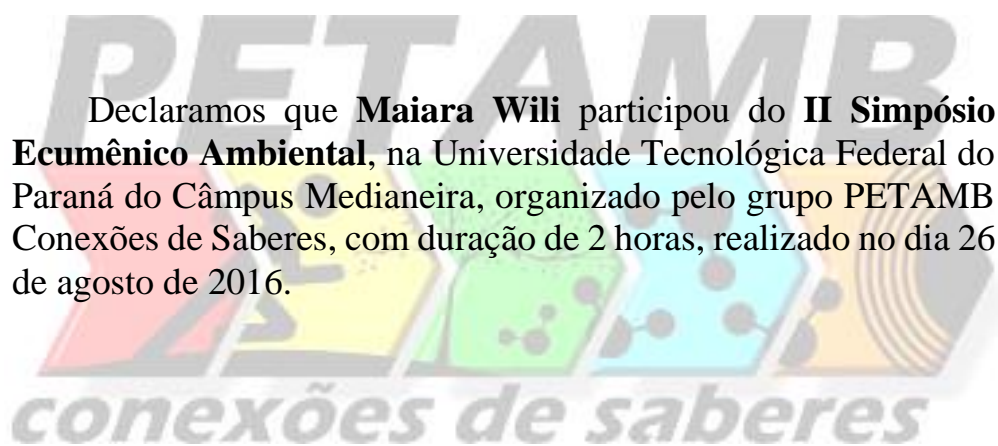 PETAMB
Declaramos que Maiara Wili participou do II Simpósio
Ecumênico Ambiental, na Universidade Tecnológica Federal do
Paraná do Câmpus Medianeira, organizado pelo grupo PETAMB
Conexões de Saberes, com duração de 2 horas, realizado no dia 26
de agosto de 2016.
conexões de saberes